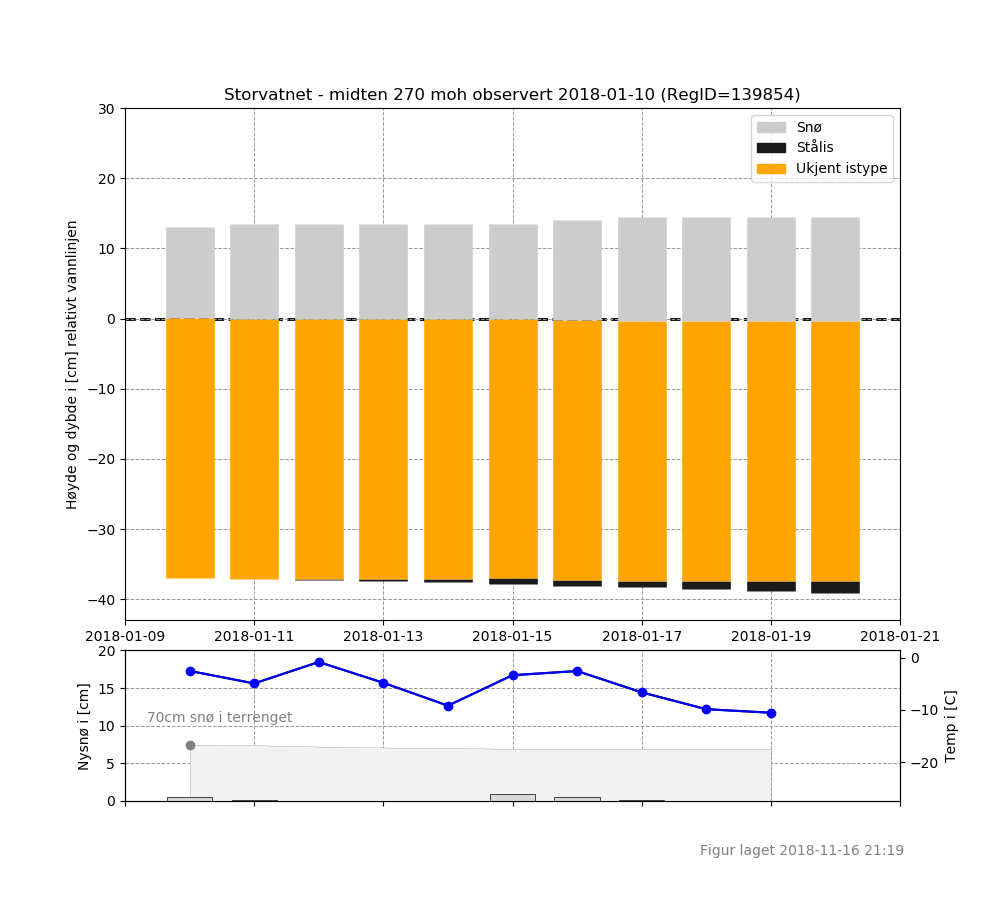 Storvatnet - midten 270 moh observert 2018-01-10 (RegID=139854)
Høyde og dybde i [cm] relativt vannlinjen
30
20
10
0
−10
−20
−30
−40
Snø
Stålis
Ukjent istype
2018-01-09 2018-01-11 2018-01-13 2018-01-15 2018-01-17 2018-01-19 2018-01-21
Nysnø i [cm]
20
15
10
5
0
70cm snø i terrenget
0
−10
−20
Temp i [C]
Figur laget 2018-11-16 21:19